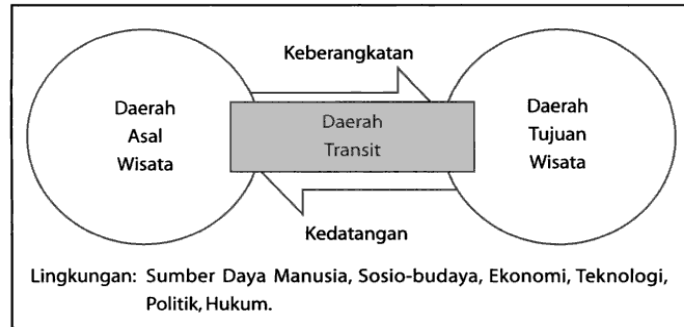 Keberangkatan
Daerah
Asal
Wisata
Daerah
Transit
Daerah
Tujuan
Wisata
Kedatangan
Lingkungan: Sumber Daya Manusia, Sosio-budaya, Ekonomi, Teknologi,
Politik, Hukum.